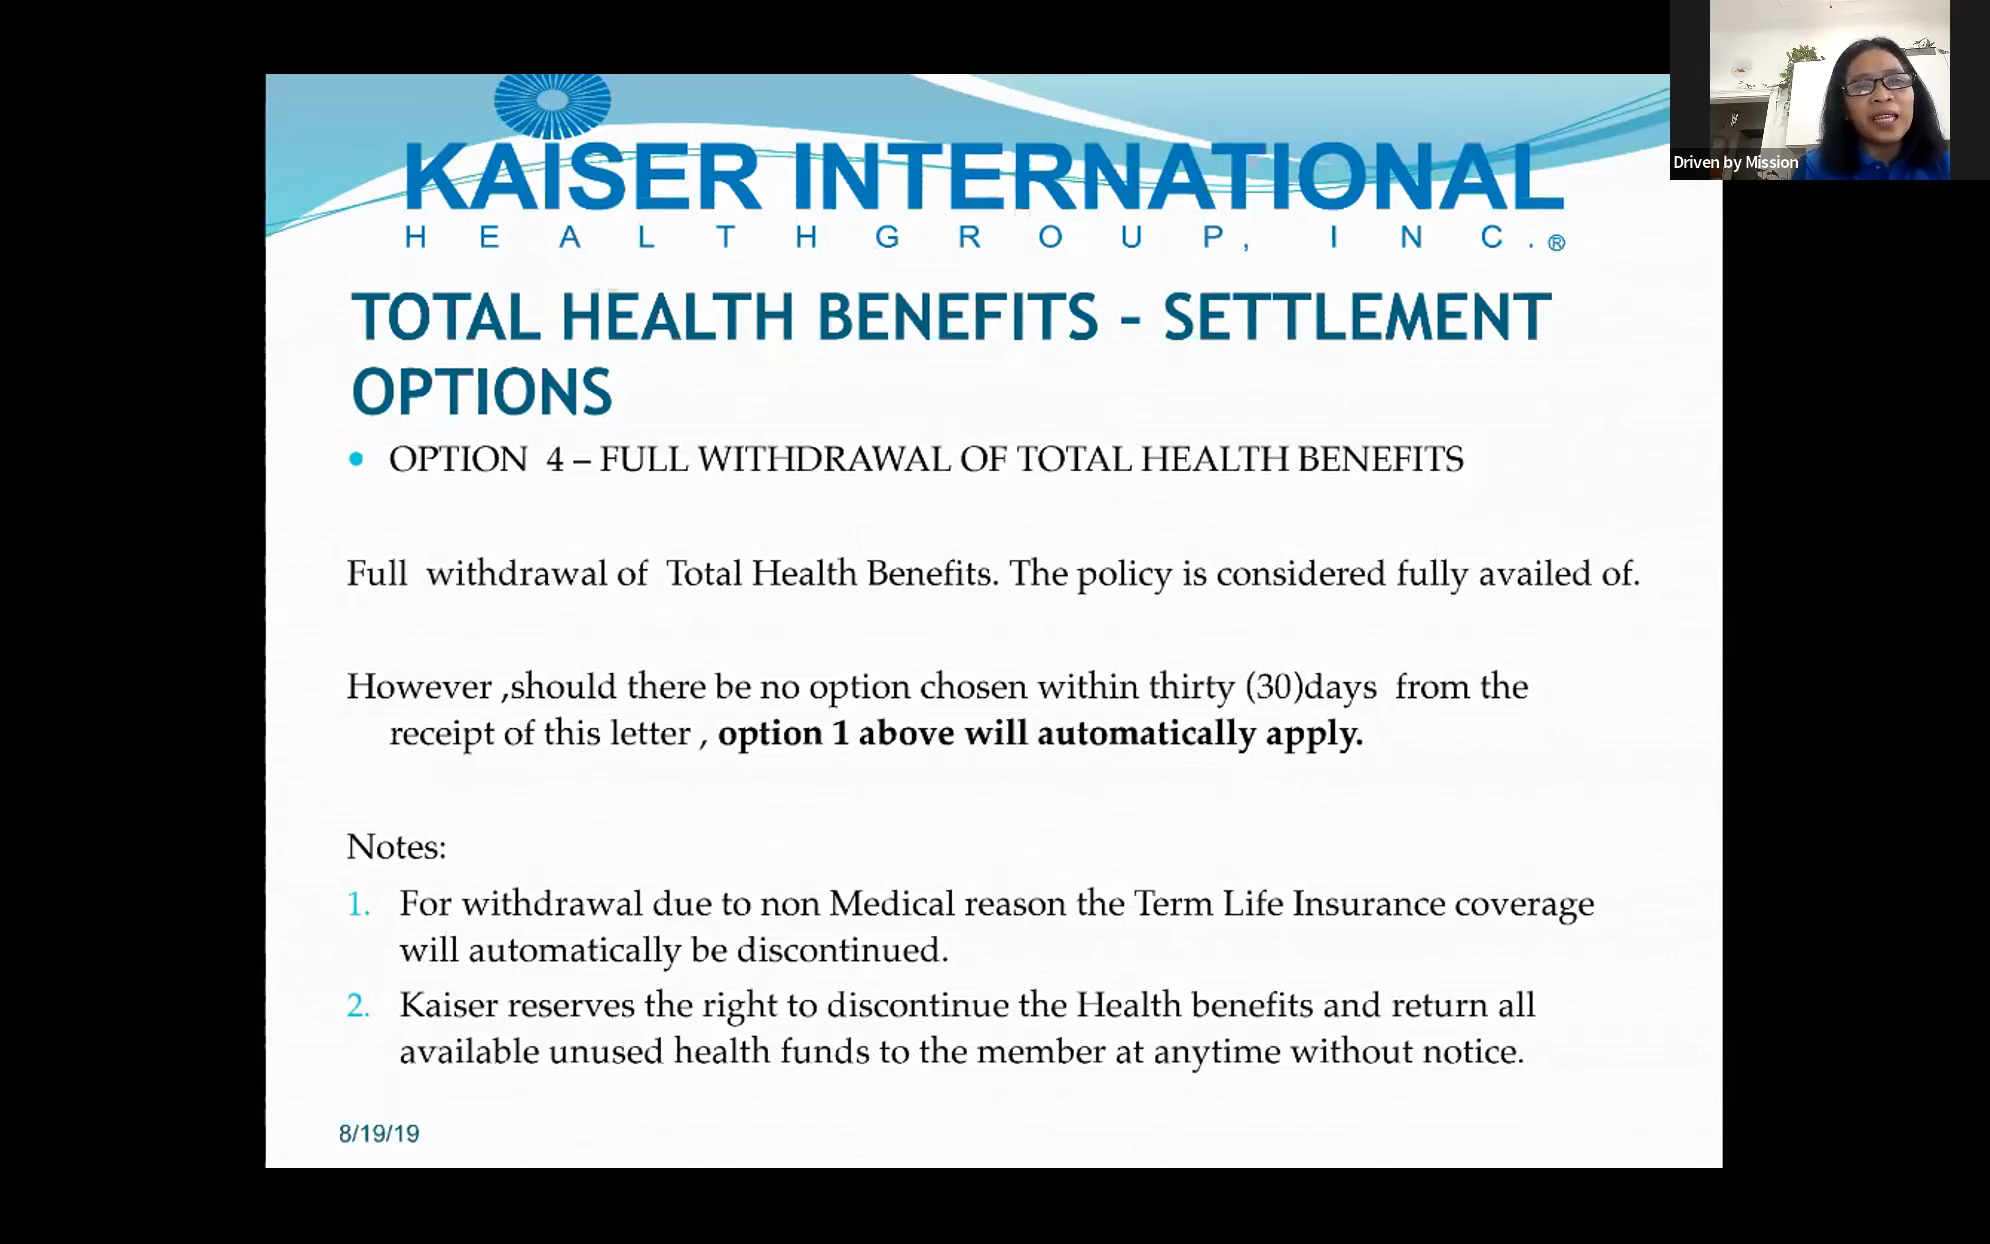 Driven by Mission
KAISER INTERNATIONAL
HEALTHGROUP, INC.®
TOTAL HEALTH BENEFITS - SETTLEMENT
OPTIONS
• OPTION 4 – FULL WITHDRAWAL OF TOTAL HEALTH BENEFITS
Full withdrawal of Total Health Benefits. The policy is considered fully availed of.
However ,should there be no option chosen within thirty (30)days from the
receipt of this letter , option 1 above will automatically apply.
Notes:
1. For withdrawal due to non Medical reason the Term Life Insurance coverage
will automatically be discontinued.
2. Kaiser reserves the right to discontinue the Health benefits and return all
available unused health funds to the member at anytime without notice.
8/19/19